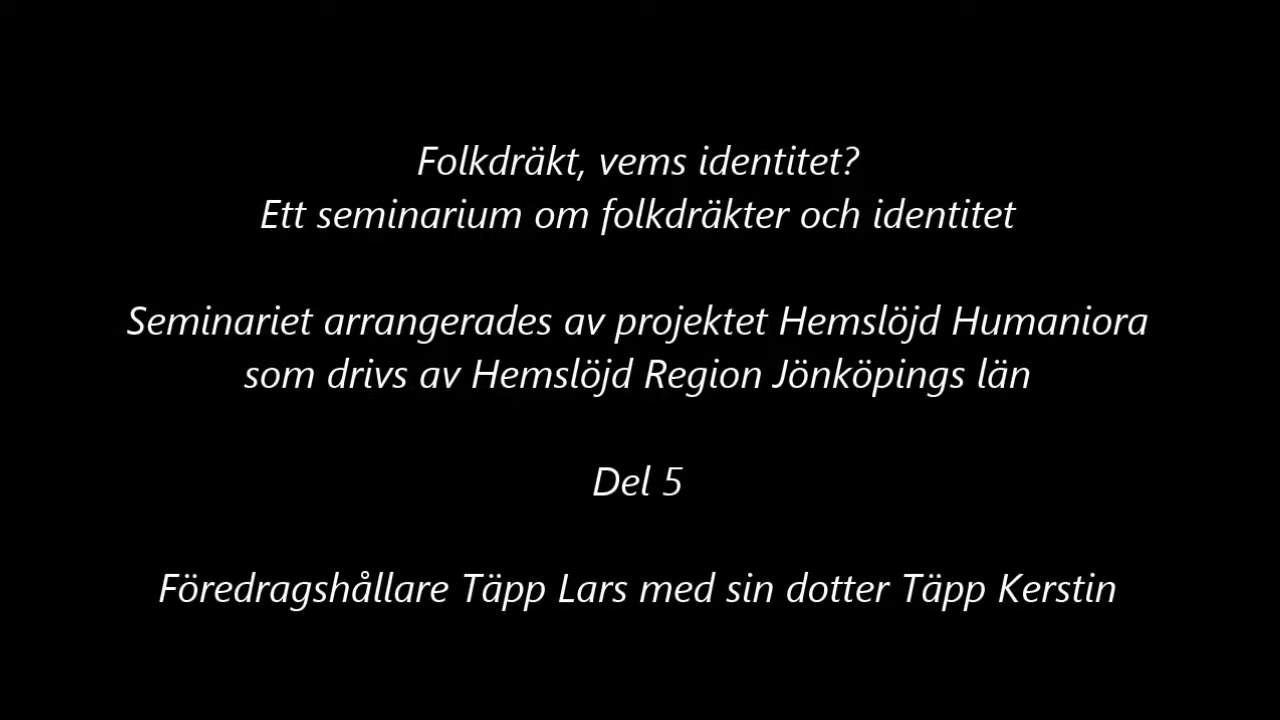 Folkdräkt, vems identitet?
Ett seminarium om folkdräkter och identitet
Seminariet arrangerades av projektet Hemslöjd Humaniora
som drivs av Hemslöjd Region Jönköpings län
Del 5
Föredragshållare Täpp Lars med sin dotter Täpp Kerstin